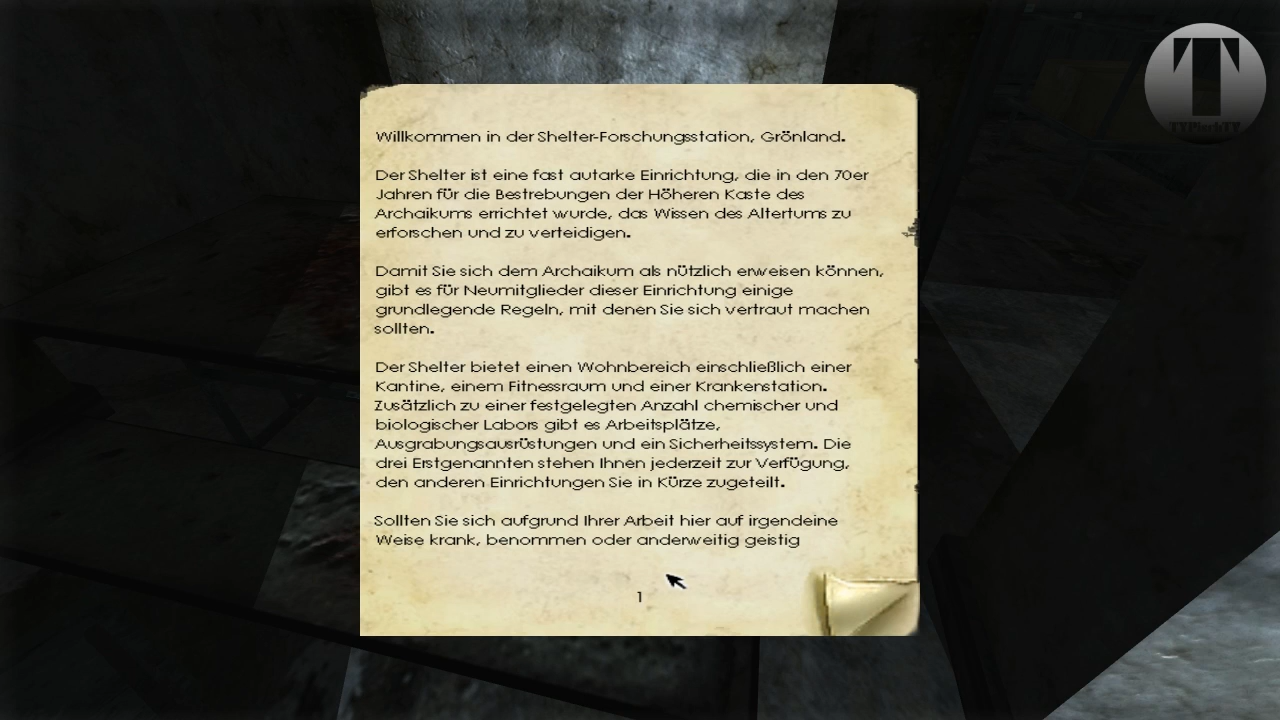 Willkommen in der Shelter-Forschungsstation, Grönland.
Der Shelter ist eine fast autarke Einrichtung, die in den 70er
Jahren für die Bestrebungen der Höheren Kaste des
Archaikums errichtet wurde, das Wissen des Altertums zu
erforschen und zu verteidigen.
Damit Sie sich dem Archaikum als nützlich erweisen können,
gibt es für Neumitglieder dieser Einrichtung einige
grundlegende Regeln, mit denen Sie sich vertraut machen
sollten.
Der Shelter bietet einen Wohnbereich einschließlich einer
Kantine, einem Fitnessraum und einer Krankenstation.
Zusätzlich zu einer festgelegten Anzahl chemischer und
biologischer Labors gibt es Arbeitsplätze,
Ausgrabungsausrüstungen und ein Sicherheitssystem. Die
drei Erstgenannten stehen Ihnen jederzeit zur Verfügung,
den anderen Einrichtungen Sie in Kürze zugeteilt.
Sollten Sie sich aufgrund Ihrer Arbeit hier auf irgendeine
Weise krank, benommen oder anderweitig geistig
1
T